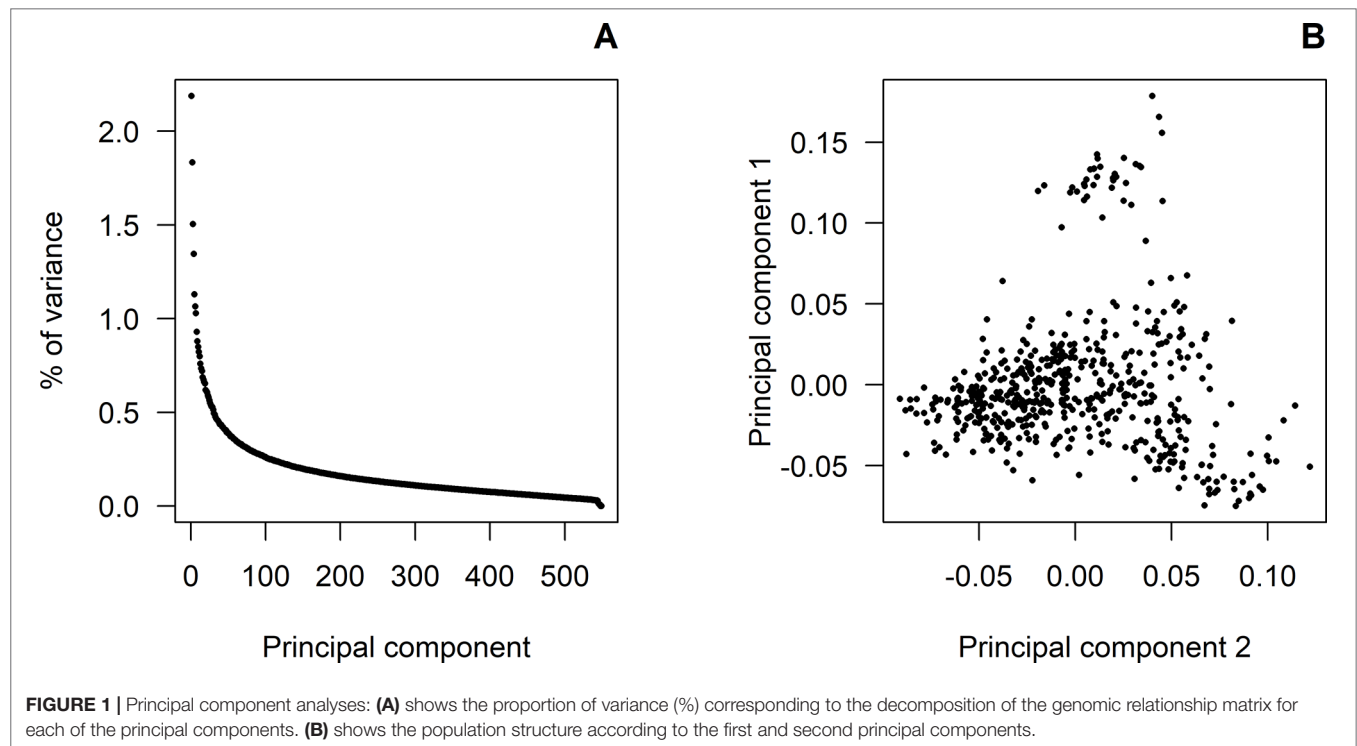 A
B
% of variance
2.0
1.5
1.0
0.5
0.0
0 100 200 300 400 500
Principal component
Principal component 1
0.15
0.10
0.05
0.00
-0.05
-0.05 0.00 0.05 0.10
Principal component 2
FIGURE 1 | Principal component analyses: (A) shows the proportion of variance (%) corresponding to the decomposition of the genomic relationship matrix for
each of the principal components. (B) shows the population structure according to the first and second principal components.